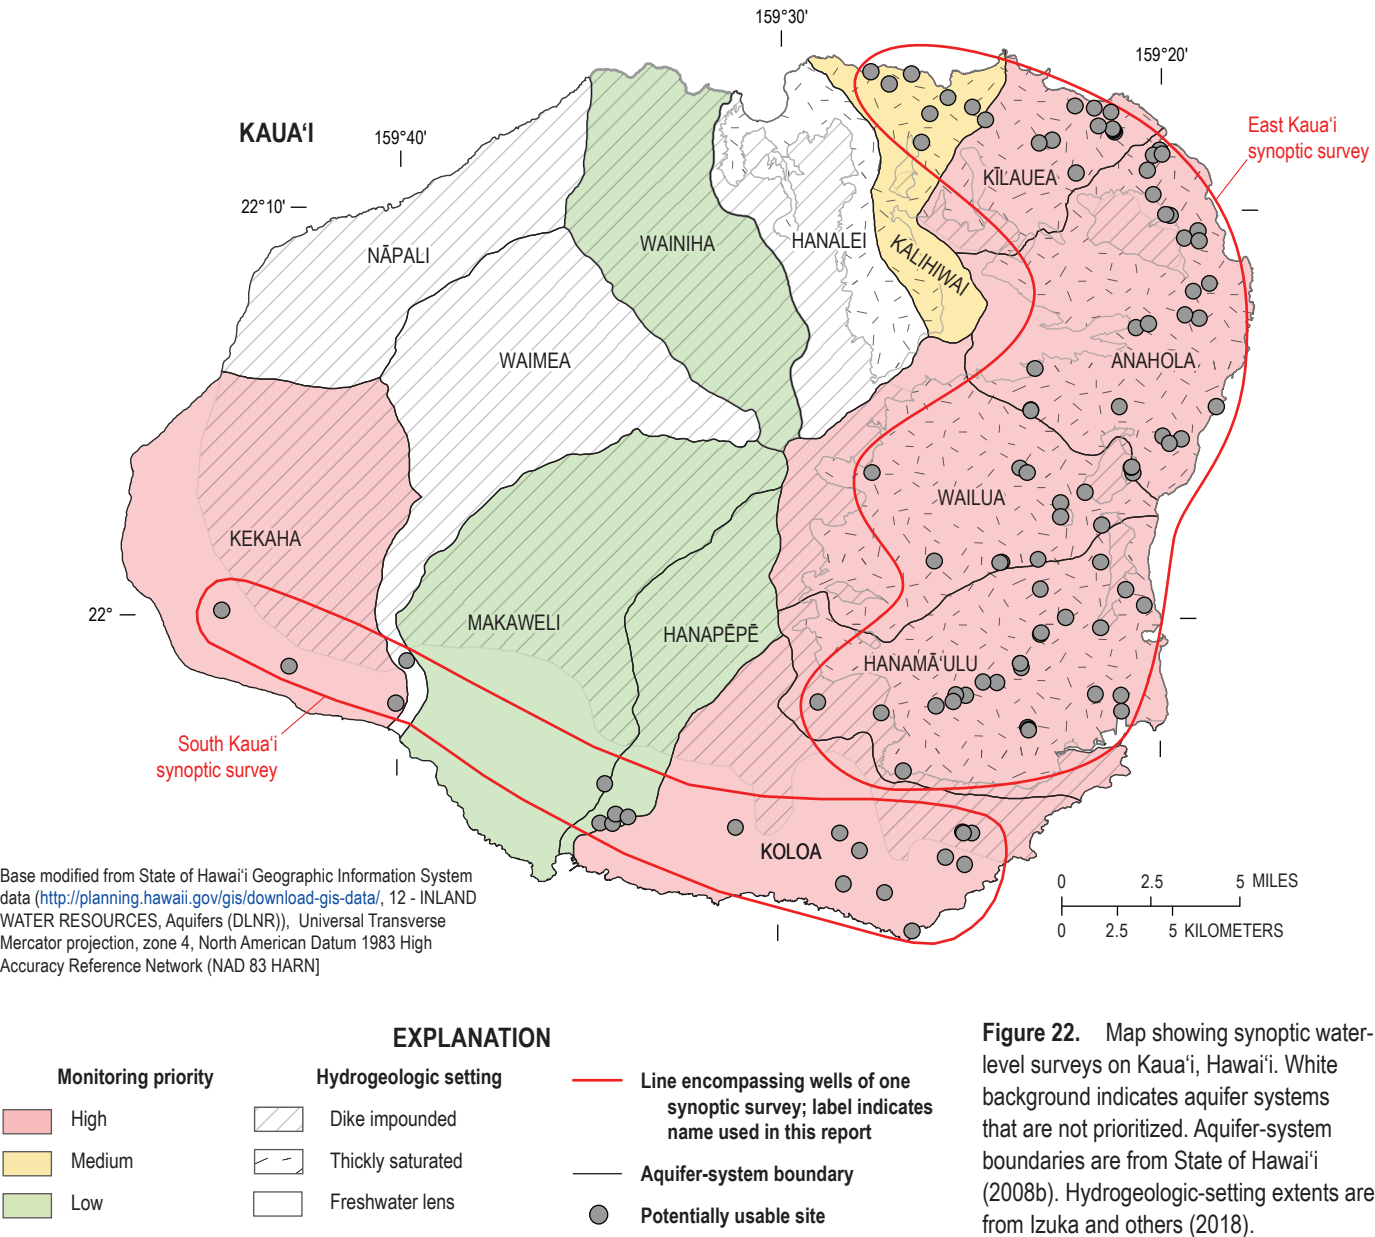 159°30'
159°20'
KAUAʻI
159°40'
East Kauaʻi
synoptic survey
KĪLAUEA
22°10'
NĀPALI
WAINIHA
HANALEI
KALIHIWAI
WAIMEA
ANAHOLA
WAILUA
KEKAHA
22°
MAKAWELI
HANAPĒPĒ
HANAMĀʻULU
South Kauaʻi
synoptic survey
KOLOA
Base modified from State of Hawaiʻi Geographic Information System
data (http://planning.hawaii.gov/gis/download-gis-data/, 12 - INLAND
WATER RESOURCES, Aquifers (DLNR)), Universal Transverse
Mercator projection, zone 4, North American Datum 1983 High
Accuracy Reference Network (NAD 83 HARN]
0 2.5 5 MILES
0 2.5 5 KILOMETERS
EXPLANATION
Monitoring priority
High
Medium
Low
Hydrogeologic setting
Dike impounded
Thickly saturated
Freshwater lens
Line encompassing wells of one
synoptic survey; label indicates
name used in this report
Aquifer-system boundary
Potentially usable site
Figure 22. Map showing synoptic water-
level surveys on Kauaʻi, Hawaiʻi. White
background indicates aquifer systems
that are not prioritized. Aquifer-system
boundaries are from State of Hawaiʻi
(2008b). Hydrogeologic-setting extents are
from Izuka and others (2018).